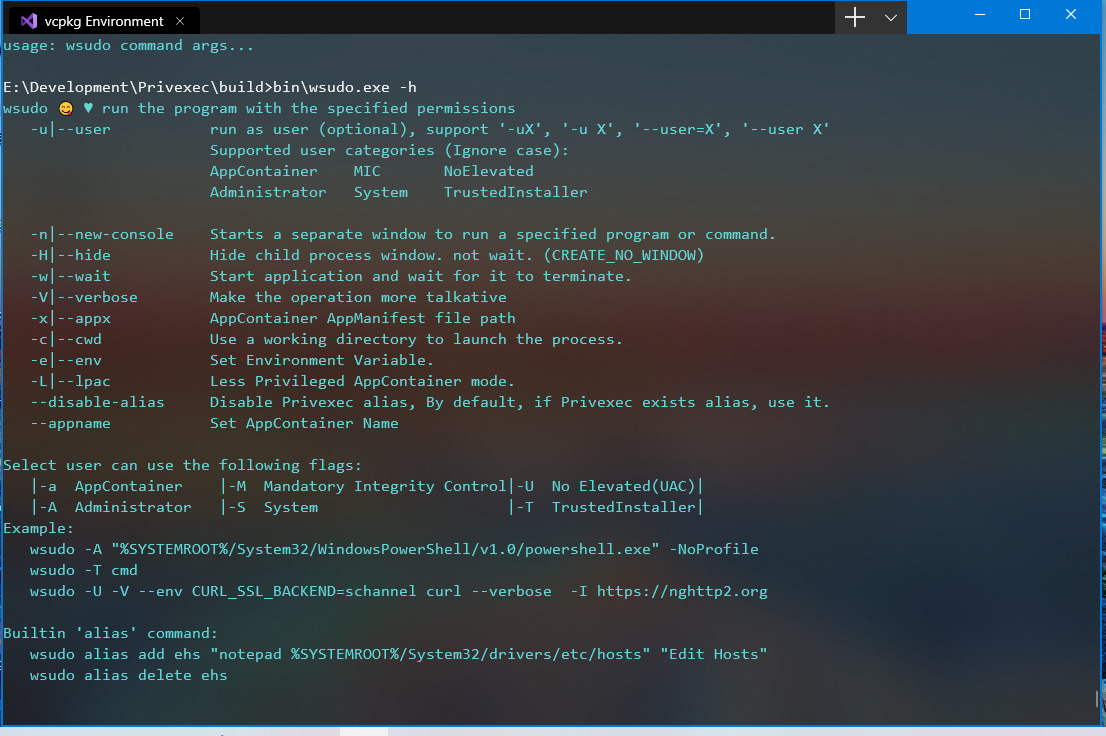 vcpkg Environment
usage: wsudo command args...
E:\Development\Privexec\build>bin\wsudo.exe -h
wsudo 😋 ♥ run the program with the specified permissions
-u|--user run as user (optional), support '-uX', '-u X', '--user=X', '--user X'
Supported user categories (Ignore case):
AppContainer MIC NoElevated
Administrator System TrustedInstaller
-n|--new-console Starts a separate window to run a specified program or command.
-H|--hide Hide child process window. not wait. (CREATE_NO_WINDOW)
-w|--wait Start application and wait for it to terminate.
-V|--verbose Make the operation more talkative
-x|--appx AppContainer AppManifest file path
-c|--cwd Use a working directory to launch the process.
-e|--env Set Environment Variable.
-L|--lpac Less Privileged AppContainer mode.
--disable-alias Disable Privexec alias, By default, if Privexec exists alias, use it.
--appname Set AppContainer Name
Select user can use the following flags:
|-a AppContainer |-M Mandatory Integrity Control|-U No Elevated(UAC)|
|-A Administrator |-S System |-T TrustedInstaller|
Example:
wsudo -A "%SYSTEMROOT%/System32/WindowsPowerShell/v1.0/powershell.exe" -NoProfile
wsudo -T cmd
wsudo -U -V --env CURL_SSL_BACKEND=schannel curl --verbose -I https://nghttp2.org
Builtin 'alias' command:
wsudo alias add ehs "notepad %SYSTEMROOT%/System32/drivers/etc/hosts" "Edit Hosts"
wsudo alias delete ehs